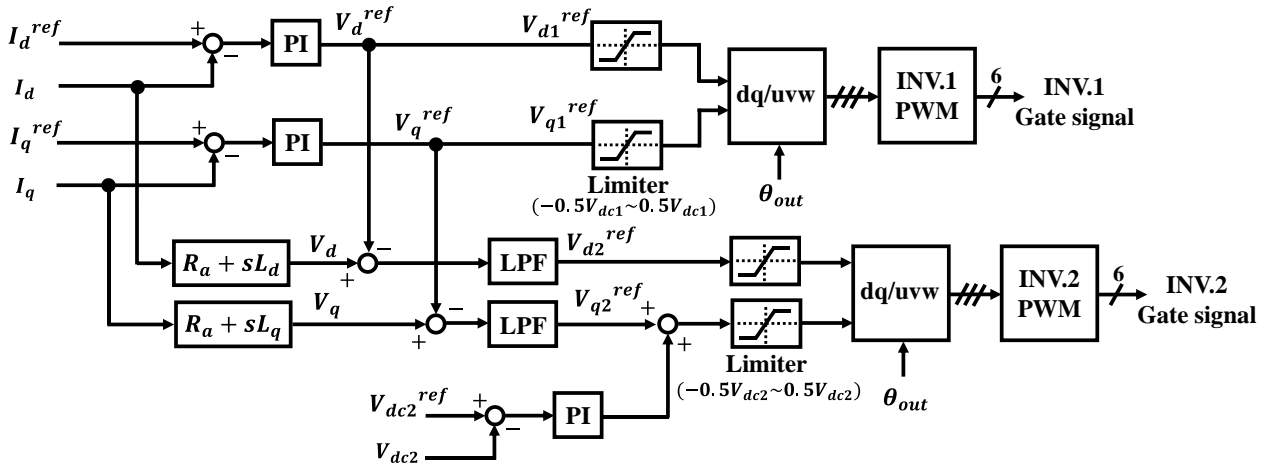 I_d^ref
+
−
PI
V_d^ref
V_d1^ref
I_d
dq/uvw
INV.1
PWM
6
INV.1
Gate signal
I_q^ref
+
−
PI
V_q^ref
V_q1^ref
I_q
Limiter
(−0.5V_dc1~0.5V_dc1)
θ_out
R_a + sL_d
V_d
−
+
LPF
V_d2^ref
dq/uvw
INV.2
PWM
6
INV.2
Gate signal
R_a + sL_q
V_q
−
+
LPF
V_q2^ref
+
+
Limiter
(−0.5V_dc2~0.5V_dc2)
θ_out
V_dc2^ref
+
−
PI
V_dc2